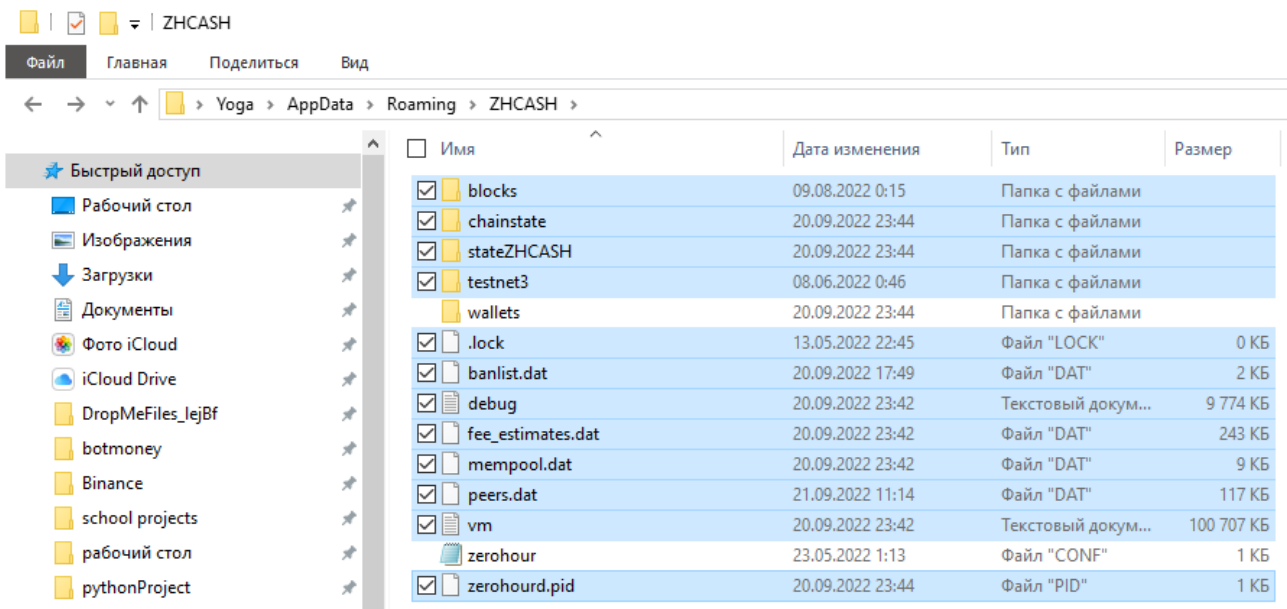 ZHCASH
Файл Главная Поделиться Вид
Yoga > AppData > Roaming > ZHCASH >
Имя Дата изменения Тип Размер
Быстрый доступ
blocks 09.08.2022 0:15 Папка с файлами
Рабочий стол
chainstate 20.09.2022 23:44 Папка с файлами
Изображения
stateZHCASH 20.09.2022 23:44 Папка с файлами
Загрузки
testnet3 08.06.2022 0:46 Папка с файлами
Документы
wallets 20.09.2022 23:44 Папка с файлами
Фото iCloud
.lock 13.05.2022 22:45 Файл "LOCK" 0 КБ
iCloud Drive
banlist.dat 20.09.2022 17:49 Файл "DAT" 2 КБ
DropMeFiles_lejBf
debug 20.09.2022 23:42 Текстовый докум... 9 774 КБ
fee_estimates.dat 20.09.2022 23:42 Файл "DAT" 243 КБ
botmoney
mempool.dat 20.09.2022 23:42 Файл "DAT" 9 КБ
Binance
peers.dat 21.09.2022 11:14 Файл "DAT" 117 КБ
school projects
vm 20.09.2022 23:42 Текстовый докум... 100 707 КБ
рабочий стол
zerohour 23.05.2022 1:13 Файл "CONF" 1 КБ
pythonProject
zerohourd.pid 20.09.2022 23:44 Файл "PID" 1 КБ